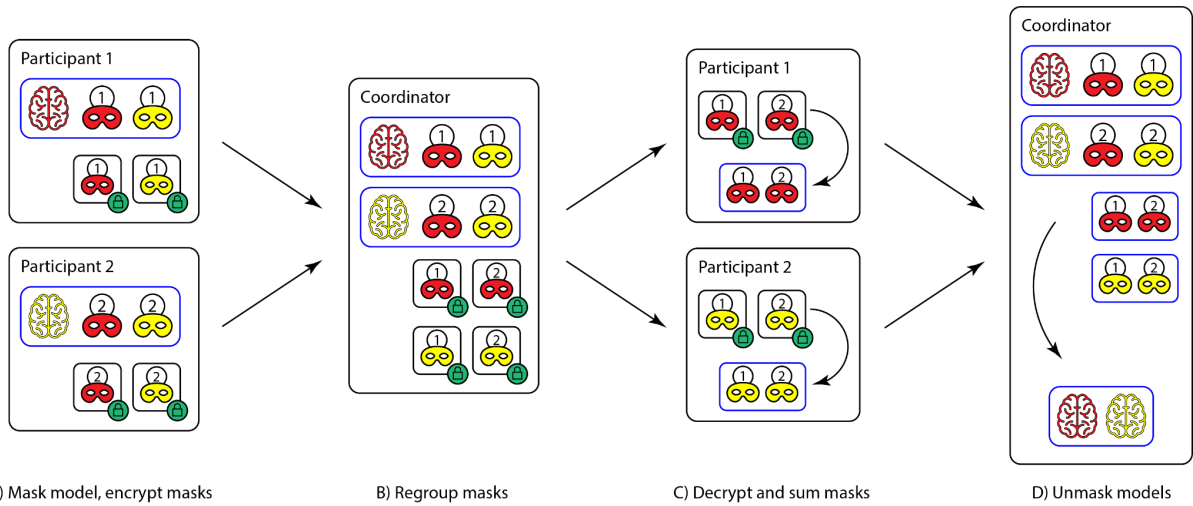 Participant 1
1 1
1 1
Participant 2
2 2
2 2
) Mask model, encrypt masks
Coordinator
1 1
2 2
1 2
1 2
B) Regroup masks
Participant 1
1 2
1 2
Participant 2
1 2
1 2
C) Decrypt and sum masks
Coordinator
1 1
2 2
1 2
1 2
D) Unmask models